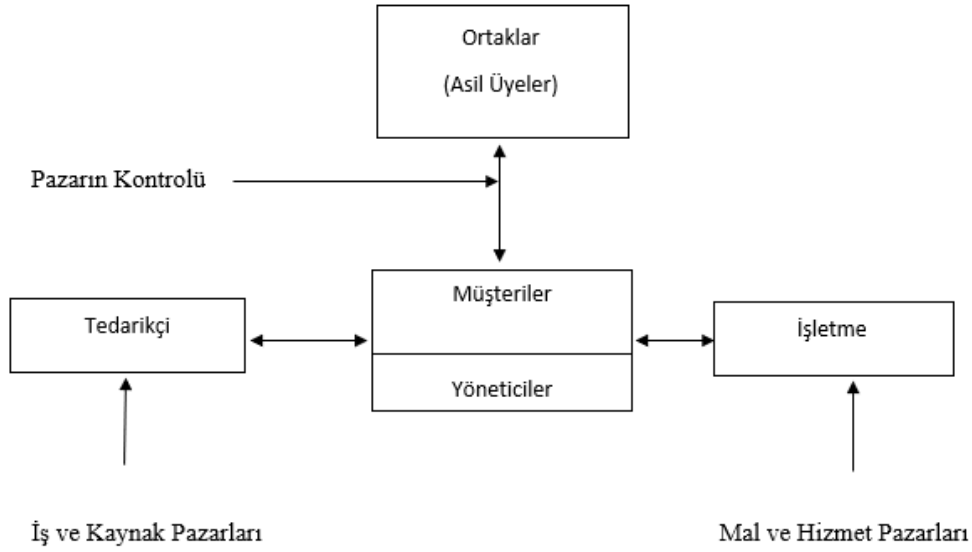 Ortaklar
(Asil Üyeler)
Pazarın Kontrolü
Müşteriler
Tedarikçi
İşletme
Yöneticiler
İş ve Kaynak Pazarları
Mal ve Hizmet Pazarları